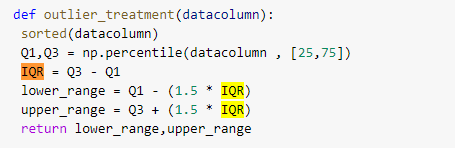 def outlier_treatment(datacolumn):
sorted(datacolumn)
Q1,Q3 = np.percentile(datacolumn , [25,75])
IQR = Q3 - Q1
lower_range = Q1 - (1.5 * IQR)
upper_range = Q3 + (1.5 * IQR)
return lower_range,upper_range